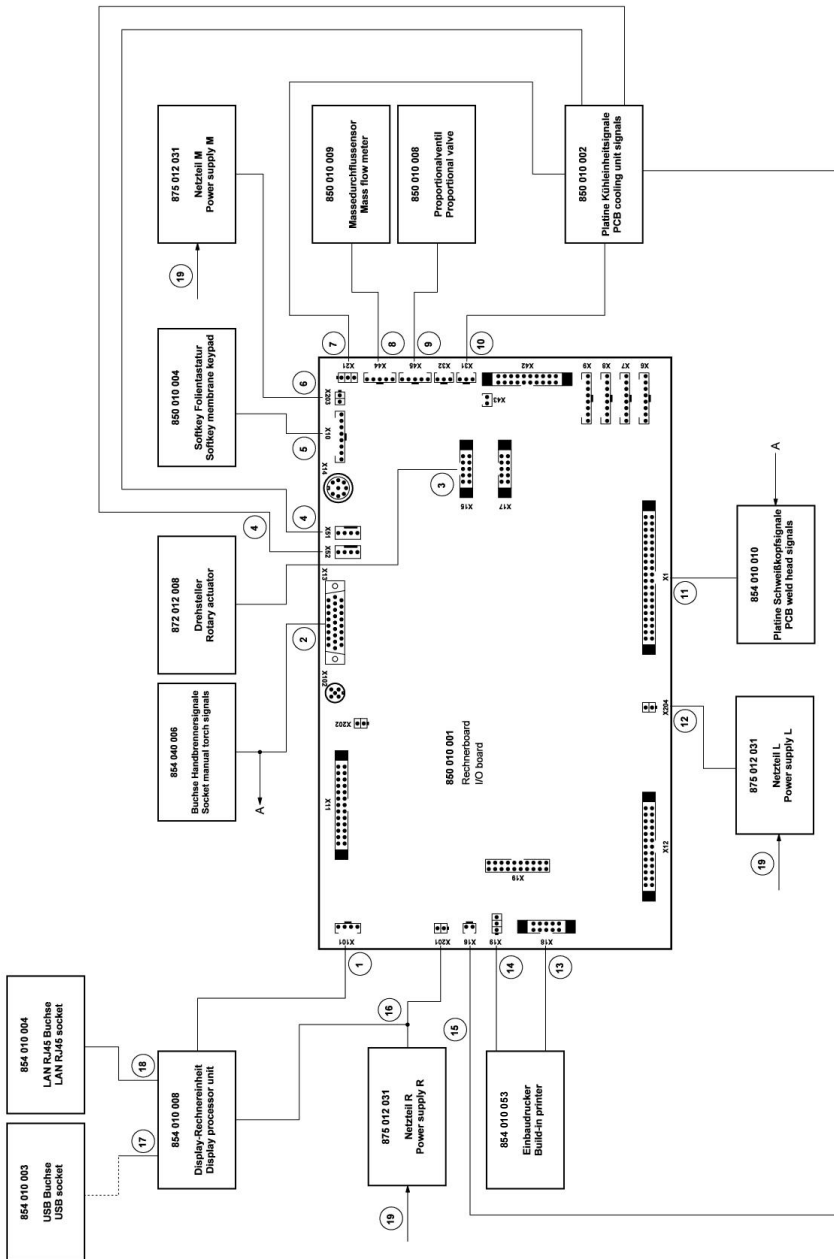 854 010 003
USB Buchse
USB socket
17
854 010 004
LAN RJ45 Buchse
LAN RJ45 socket
18
854 010 008
Display-Rechnereinheit
Display processor unit
1
16
15
14
13
19
875 012 031
Netzteil R
Power supply R
854 010 053
Einbaudrucker
Build-in printer
854 040 006
Buchse Handbrennersignale
Socket manual torch signals
A
2
872 012 008
Drehsteller
Rotary actuator
4
4
3
850 010 004
Softkey Folientastatur
Softkey membrane keypad
5
875 012 031
Netzteil M
Power supply M
19
6
7
850 010 009
Massedurchflussensor
Mass flow meter
8
850 010 008
Proportionalventil
Proportional valve
9
850 010 002
Platine Kühleinheitsignale
PCB cooling unit signals
10
850 010 001
Rechnerboard
I/O board
X101
X11
X202
X102
X13
X52
X51
X14
X10
X203
X21
X44
X45
X32
X31
X42
X43
X15
X17
X9
X8
X7
X6
X201
X16
X19
X18
X19
X12
X204
X1
11
854 010 010
Platine Schweißkopfsignale
PCB weld head signals
A
12
875 012 031
Netzteil L
Power supply L
19